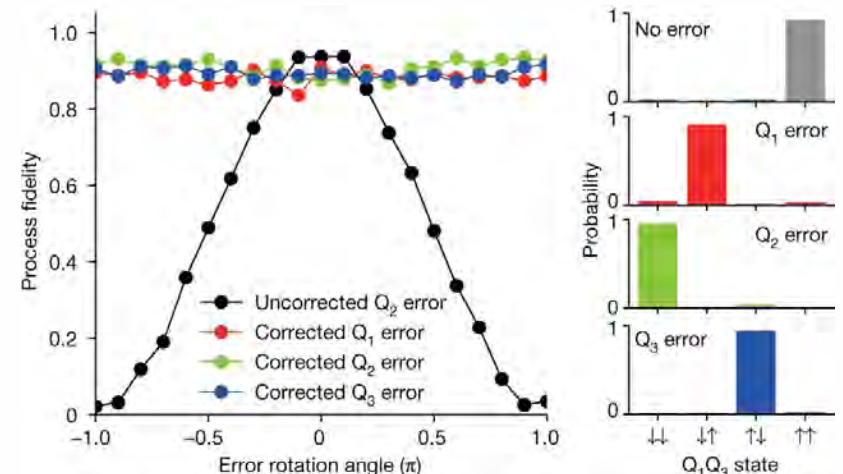 1.0
0.8
0.6
0.4
0.2
0
Process fidelity
Uncorrected Q₂ error
Corrected Q₁ error
Corrected Q₂ error
Corrected Q₃ error
−1.0 −0.5 0 0.5 1.0
Error rotation angle (π)
Probability
1
No error
0
1
Q₁ error
0
1
Q₂ error
0
1
Q₃ error
0
↓↓ ↓↑ ↑↓ ↑↑
Q₁Q₃ state